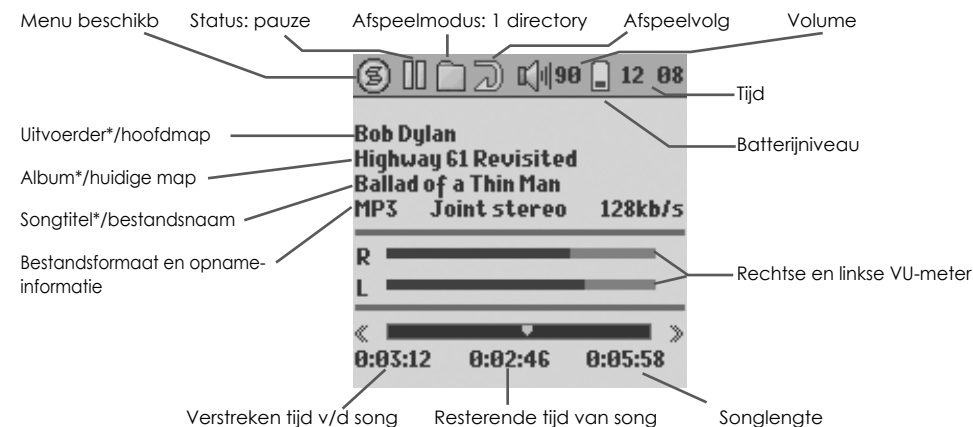 Menu beschikb Status: pauze Afspeelmodus: 1 directory Afspeelvolg Volume
90 12 08
Tijd
Uitvoerder*/hoofdmap
Bob Dylan
Batterijniveau
Album*/huidige map
Highway 61 Revisited
Ballad of a Thin Man
Songtitel*/bestandsnaam
MP3 Joint stereo 128kb/s
Bestandsformaat en opname-
informatie
R
Rechtse en linkse VU-meter
L
0:03:12 0:02:46 0:05:58
Verstreken tijd v/d song Resterende tijd van song Songlengte